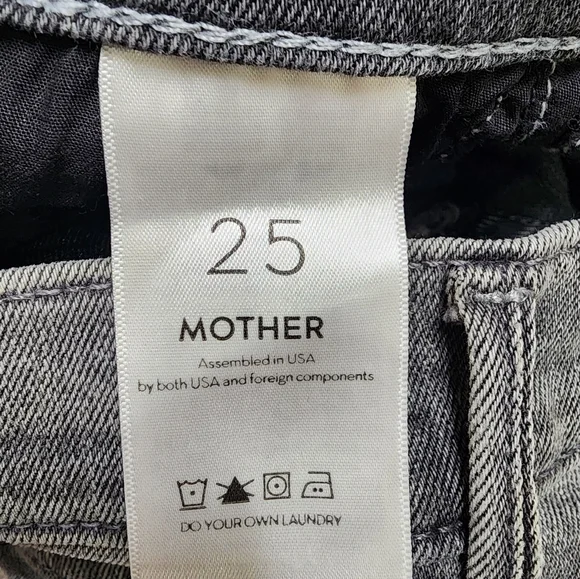 25
MOTHER
Assembled in USA
by both USA and foreign components
DO YOUR OWN LAUNDRY